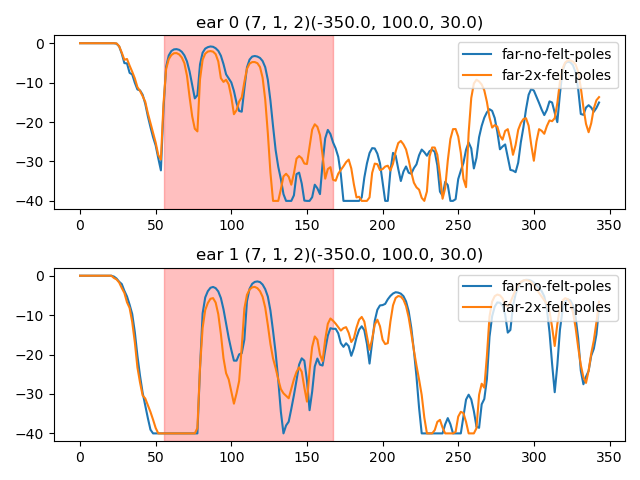 ear 0 (7, 1, 2)(-350.0, 100.0, 30.0)
0
−10
−20
−30
−40
far-no-felt-poles
far-2x-felt-poles
0 50 100 150 200 250 300 350
ear 1 (7, 1, 2)(-350.0, 100.0, 30.0)
0
−10
−20
−30
−40
far-no-felt-poles
far-2x-felt-poles
0 50 100 150 200 250 300 350